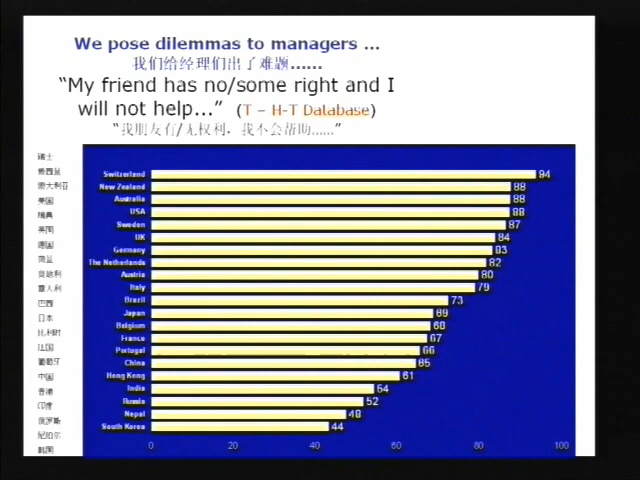 We pose dilemmas to managers ...
我们给经理们出了难题......
“My friend has no/some right and I
will not help...” (T – H-T Database)
“我朋友有/无权利，我不会帮助......”
瑞士
新西兰
澳大利亚
美国
瑞典
英国
德国
荷兰
奥地利
意大利
巴西
日本
比利时
法国
葡萄牙
中国
香港
印度
俄罗斯
尼泊尔
韩国
Switzerland 94
New Zealand 88
Australia 88
USA 88
Sweden 87
UK 84
Germany 83
The Netherlands 82
Austria 80
Italy 79
Brazil 73
Japan 69
Belgium 68
France 67
Portugal 66
China 65
Hong Kong 61
India 54
Russia 52
Nepal 48
South Korea 44
0 20 40 60 80 100